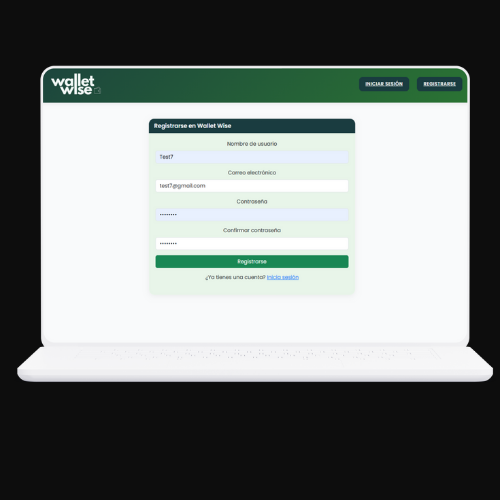 wallet
wise
INICIAR SESIÓN
REGISTRARSE
Registrarse en Wallet Wise
Nombre de usuario
Test7
Correo electrónico
test7@gmail.com
Contraseña
••••••••
Confirmar contraseña
••••••••
Registrarse
¿Ya tienes una cuenta? Inicia sesión